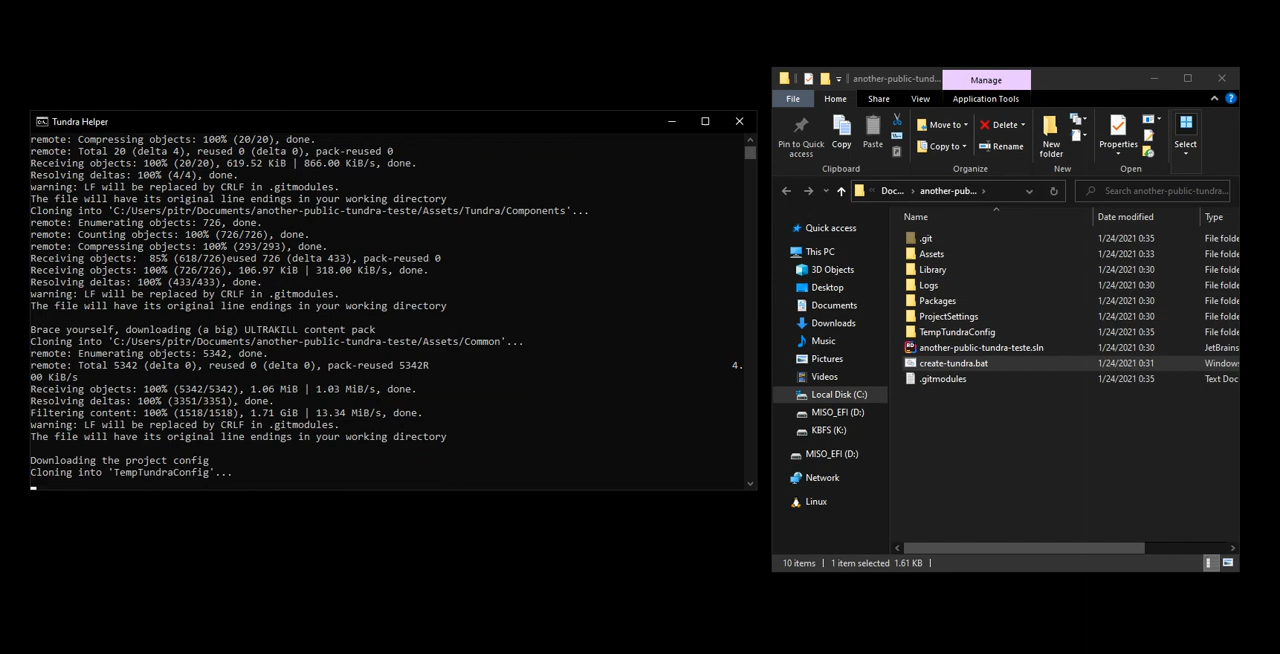 Tundra Helper
remote: Compressing objects: 100% (20/20), done.
remote: Total 20 (delta 4), reused 0 (delta 0), pack-reused 0
Receiving objects: 100% (20/20), 619.52 KiB | 866.00 KiB/s, done.
Resolving deltas: 100% (4/4), done.
warning: LF will be replaced by CRLF in .gitmodules.
The file will have its original line endings in your working directory
Cloning into 'C:/Users/pitr/Documents/another-public-tundra-teste/Assets/Tundra/Components'...
remote: Enumerating objects: 726, done.
remote: Counting objects: 100% (726/726), done.
remote: Compressing objects: 100% (293/293), done.
Receiving objects:  85% (618/726)eused 726 (delta 433), pack-reused 0
Receiving objects: 100% (726/726), 106.97 KiB | 318.00 KiB/s, done.
Resolving deltas: 100% (433/433), done.
warning: LF will be replaced by CRLF in .gitmodules.
The file will have its original line endings in your working directory
Brace yourself, downloading (a big) ULTRAKILL content pack
Cloning into 'C:/Users/pitr/Documents/another-public-tundra-teste/Assets/Common'...
remote: Enumerating objects: 5342, done.
remote: Total 5342 (delta 0), reused 0 (delta 0), pack-reused 5342R 4.
00 KiB/s
Receiving objects: 100% (5342/5342), 1.06 MiB | 1.03 MiB/s, done.
Resolving deltas: 100% (3351/3351), done.
Filtering content: 100% (1518/1518), 1.71 GiB | 13.34 MiB/s, done.
warning: LF will be replaced by CRLF in .gitmodules.
The file will have its original line endings in your working directory
Downloading the project config
Cloning into 'TempTundraConfig'...
another-public-tund... Manage
File Home Share View Application Tools
Pin to Quick access
Copy
Paste
Move to
Copy to
Delete
Rename
New folder
Properties
Select
Clipboard Organize New Open
« Doc... › another-pub... › Search another-public-tundra...
Quick access
This PC
3D Objects
Desktop
Documents
Downloads
Music
Pictures
Videos
Local Disk (C:)
MISO_EFI (D:)
KBFS (K:)
MISO_EFI (D:)
Network
Linux
Name Date modified Type
.git 1/24/2021 0:35 File folde
Assets 1/24/2021 0:33 File folde
Library 1/24/2021 0:30 File folde
Logs 1/24/2021 0:30 File folde
Packages 1/24/2021 0:30 File folde
ProjectSettings 1/24/2021 0:30 File folde
TempTundraConfig 1/24/2021 0:35 File folde
another-public-tundra-teste.sln 1/24/2021 0:30 JetBrains
create-tundra.bat 1/24/2021 0:35 Windows
.gitmodules 1/24/2021 0:35 Text Doc
10 items 1 item selected 1.61 KB